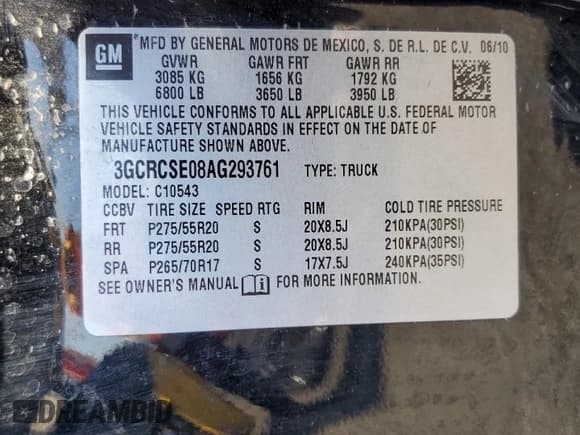 GM
*MFD BY GENERAL MOTORS DE MEXICO, S. DE R.L. DE C.V. 06/10
GVWR GAWR FRT GAWR RR
3085 KG 1656 KG 1792 KG
6800 LB 3650 LB 3950 LB
THIS VEHICLE CONFORMS TO ALL APPLICABLE U.S. FEDERAL MOTOR
VEHICLE SAFETY STANDARDS IN EFFECT ON THE DATE OF
MANUFACTURE SHOWN ABOVE.
3GCRCSE08AG293761 TYPE: TRUCK
MODEL: C10543
CCBV TIRE SIZE SPEED RTG RIM COLD TIRE PRESSURE
FRT P275/55R20 S 20X8.5J 210KPA(30PSI)
RR P275/55R20 S 20X8.5J 210KPA(30PSI)
SPA P265/70R17 S 17X7.5J 240KPA(35PSI)
SEE OWNER'S MANUAL FOR MORE INFORMATION.
DREAMBID